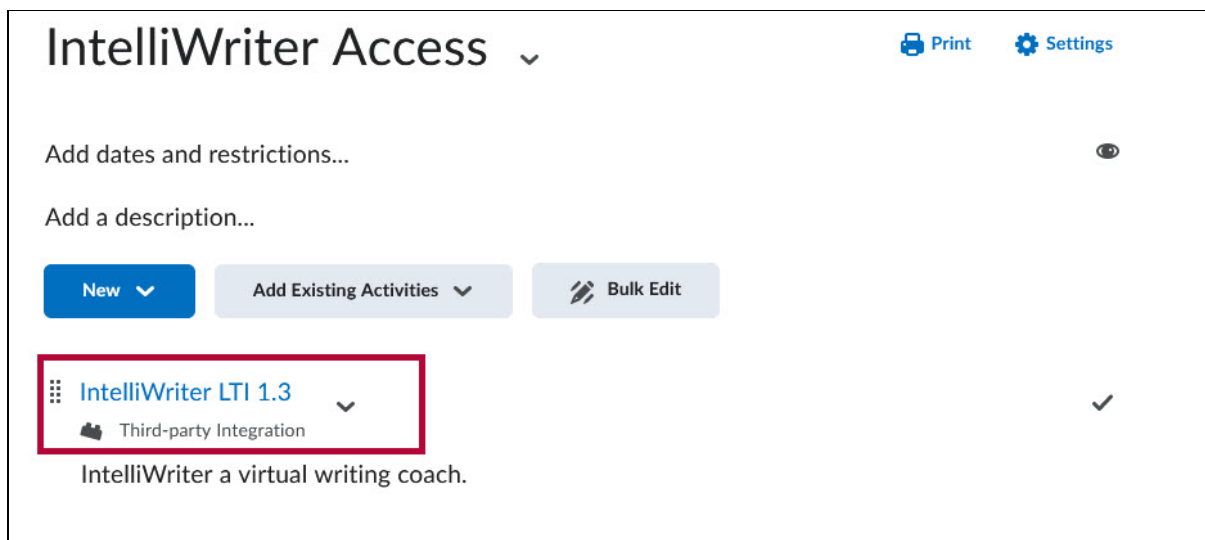 IntelliWriter Access
Print
Settings
Add dates and restrictions...
Add a description...
New
Add Existing Activities
Bulk Edit
IntelliWriter LTI 1.3
Third-party Integration
IntelliWriter a virtual writing coach.